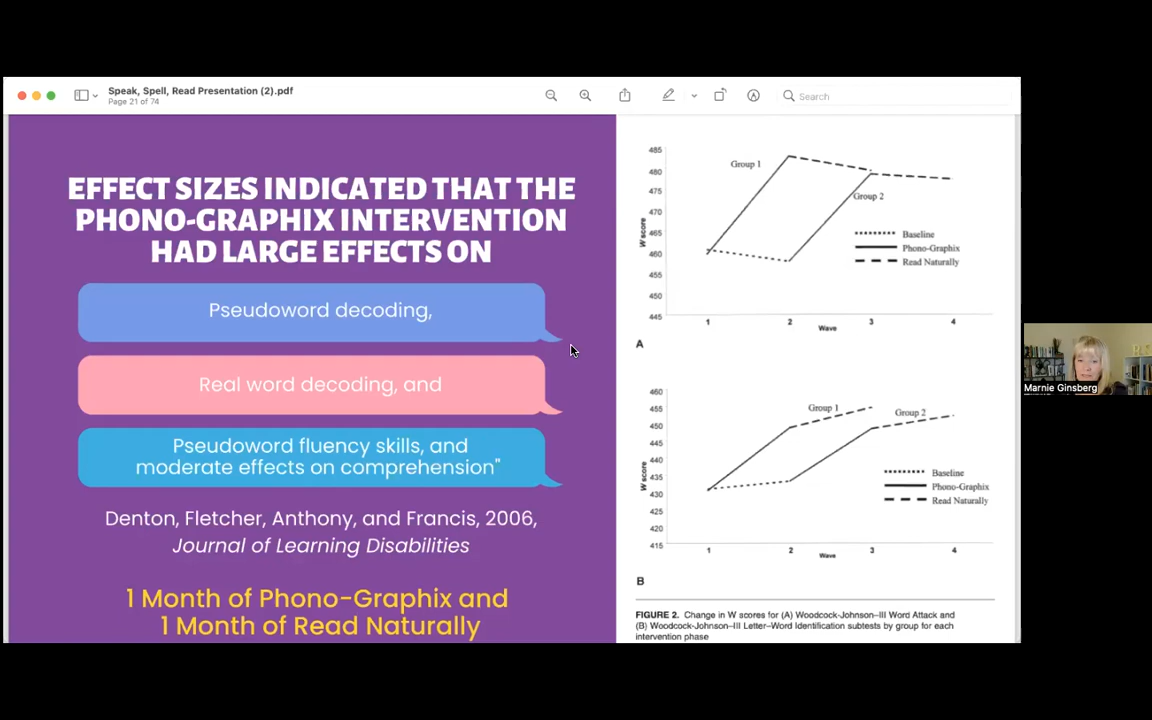 Speak, Spell, Read Presentation (2).pdf
Page 21 of 74
Search
EFFECT SIZES INDICATED THAT THE
PHONO-GRAPHIX INTERVENTION
HAD LARGE EFFECTS ON
Pseudoword decoding,
Real word decoding, and
Pseudoword fluency skills, and
moderate effects on comprehension"
Denton, Fletcher, Anthony, and Francis, 2006,
Journal of Learning Disabilities
1 Month of Phono-Graphix and
1 Month of Read Naturally
485
480
475
470
465
460
455
450
445
W score
Group 1
Group 2
Baseline
Phono-Graphix
Read Naturally
1 2 3 4
Wave
A
460
455
450
445
440
435
430
425
420
415
W score
Group 1
Group 2
Baseline
Phono-Graphix
Read Naturally
1 2 3 4
Wave
B
FIGURE 2. Change in W scores for (A) Woodcock-Johnson–III Word Attack and
(B) Woodcock-Johnson–III Letter–Word Identification subtests by group for each
intervention phase
Marnie Ginsberg